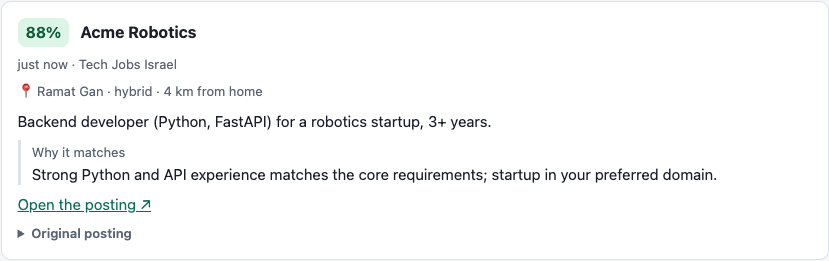 88% Acme Robotics
just now · Tech Jobs Israel
📍 Ramat Gan · hybrid · 4 km from home
Backend developer (Python, FastAPI) for a robotics startup, 3+ years.
Why it matches
Strong Python and API experience matches the core requirements; startup in your preferred domain.
Open the posting ↗
▶ Original posting